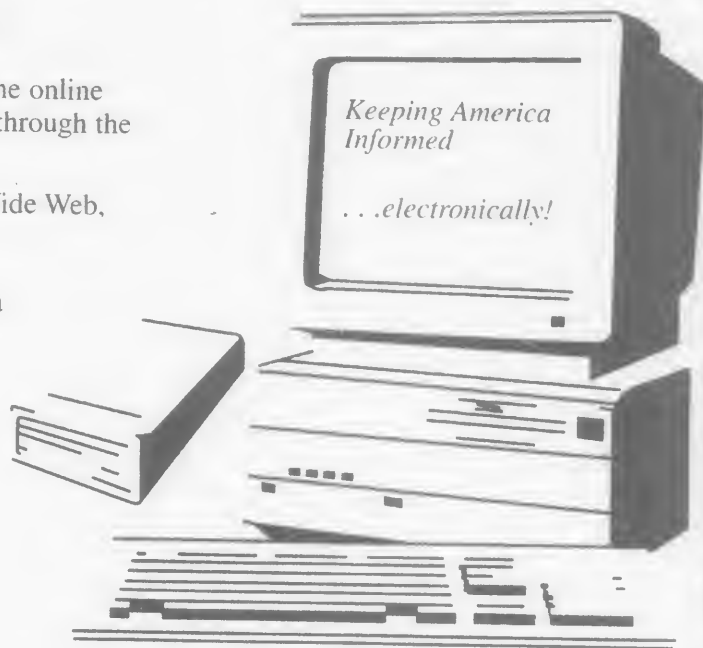 ne online
through the
ide Web,
Keeping America
Informed
. . .electronically!